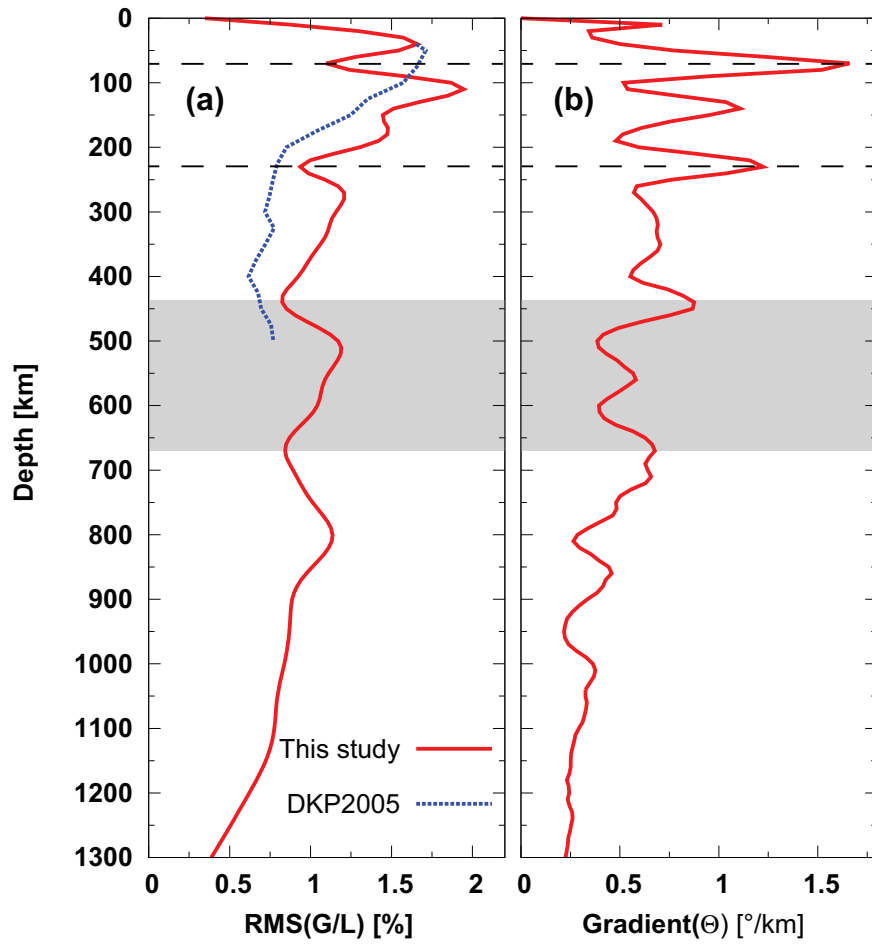 (a)
(b)
Depth [km]
0
100
200
300
400
500
600
700
800
900
1000
1100
1200
1300
This study
DKP2005
0 0.5 1 1.5 2
0 0.5 1 1.5
RMS(G/L) [%]
Gradient(Θ) [°/km]